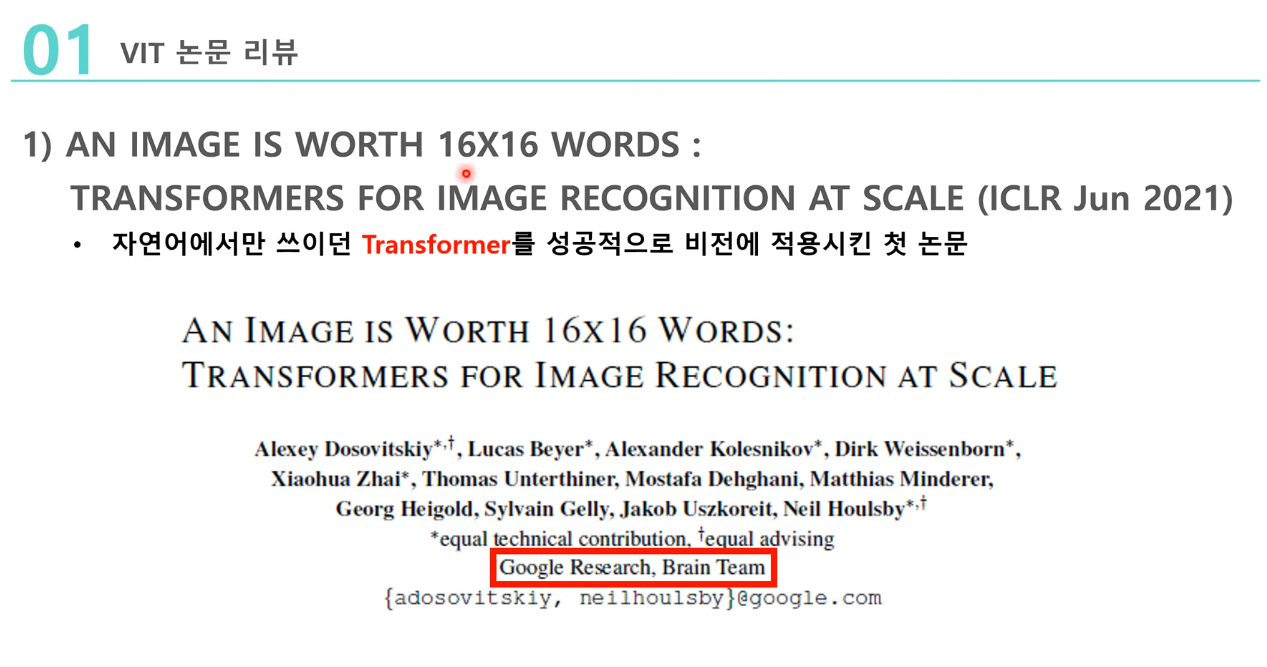 01 VIT 논문 리뷰
1) AN IMAGE IS WORTH 16X16 WORDS :
TRANSFORMERS FOR IMAGE RECOGNITION AT SCALE (ICLR Jun 2021)
• 자연어에서만 쓰이던 Transformer를 성공적으로 비전에 적용시킨 첫 논문
AN IMAGE IS WORTH 16X16 WORDS:
TRANSFORMERS FOR IMAGE RECOGNITION AT SCALE
Alexey Dosovitskiy*,†, Lucas Beyer*, Alexander Kolesnikov*, Dirk Weissenborn*,
Xiaohua Zhai*, Thomas Unterthiner, Mostafa Dehghani, Matthias Minderer,
Georg Heigold, Sylvain Gelly, Jakob Uszkoreit, Neil Houlsby*,†
*equal technical contribution, †equal advising
Google Research, Brain Team
{adosovitskiy, neilhoulsby}@google.com